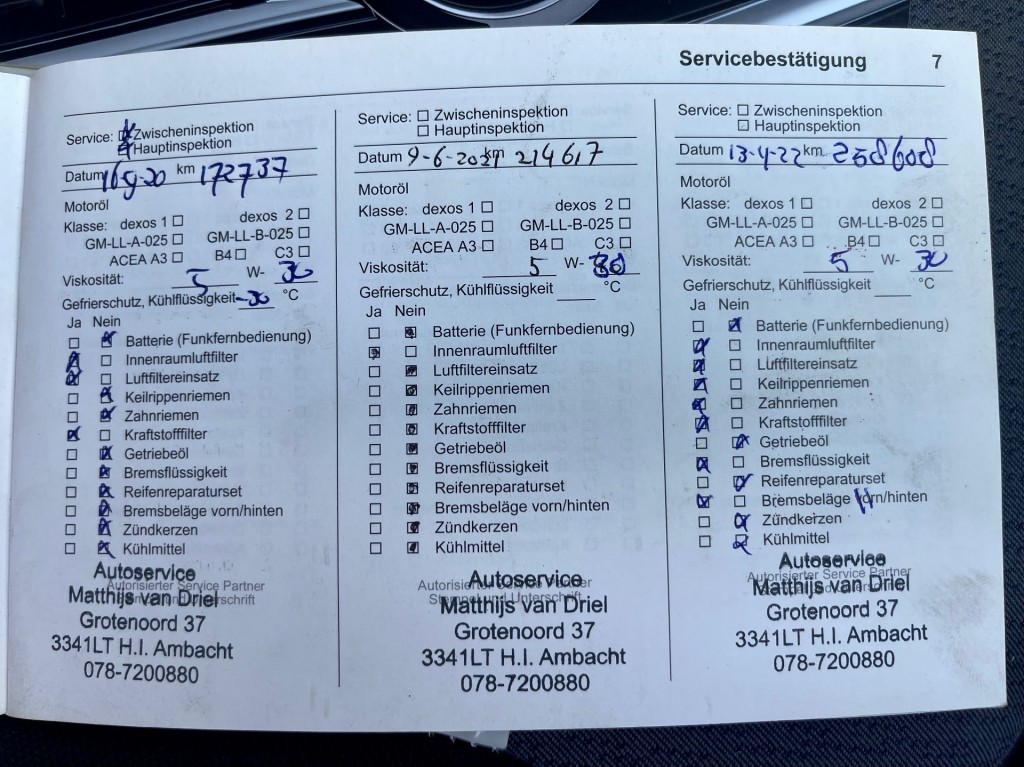 Servicebestätigung 7
Service: Zwischeninspektion
Hauptinspektion
Datum 16-9-20 km 172737
Motoröl
Klasse: dexos 1 dexos 2
GM-LL-A-025 GM-LL-B-025
ACEA A3 B4 C3
Viskosität: 5 W- 30
Gefrierschutz, Kühlflüssigkeit -30 °C
Ja Nein
Batterie (Funkfernbedienung)
Innenraumluftfilter
Luftfiltereinsatz
Keilrippenriemen
Zahnriemen
Kraftstofffilter
Getriebeöl
Bremsflüssigkeit
Reifenreparaturset
Bremsbeläge vorn/hinten
Zündkerzen
Kühlmittel
Autorisierter Service Partner
Autoservice
Matthijs van Driel
Grotenoord 37
3341LT H.I. Ambacht
078-7200880
Service: Zwischeninspektion
Hauptinspektion
Datum 9-6-2021 km 214617
Motoröl
Klasse: dexos 1 dexos 2
GM-LL-A-025 GM-LL-B-025
ACEA A3 B4 C3
Viskosität: 5 W- 30
Gefrierschutz, Kühlflüssigkeit °C
Ja Nein
Batterie (Funkfernbedienung)
Innenraumluftfilter
Luftfiltereinsatz
Keilrippenriemen
Zahnriemen
Kraftstofffilter
Getriebeöl
Bremsflüssigkeit
Reifenreparaturset
Bremsbeläge vorn/hinten
Zündkerzen
Kühlmittel
Autoservice
Stempel und Unterschrift
Matthijs van Driel
Grotenoord 37
3341LT H.I. Ambacht
078-7200880
Service: Zwischeninspektion
Hauptinspektion
Datum 13-4-22 km 258608
Motoröl
Klasse: dexos 1 dexos 2
GM-LL-A-025 GM-LL-B-025
ACEA A3 B4 C3
Viskosität: 5 W- 30
Gefrierschutz, Kühlflüssigkeit °C
Ja Nein
Batterie (Funkfernbedienung)
Innenraumluftfilter
Luftfiltereinsatz
Keilrippenriemen
Zahnriemen
Kraftstofffilter
Getriebeöl
Bremsflüssigkeit
Reifenreparaturset
Bremsbeläge vorn/hinten
Zündkerzen
Kühlmittel
Autoservice
Autorisierter Service Partner
Matthijs van Driel
Grotenoord 37
3341LT H.I. Ambacht
078-7200880